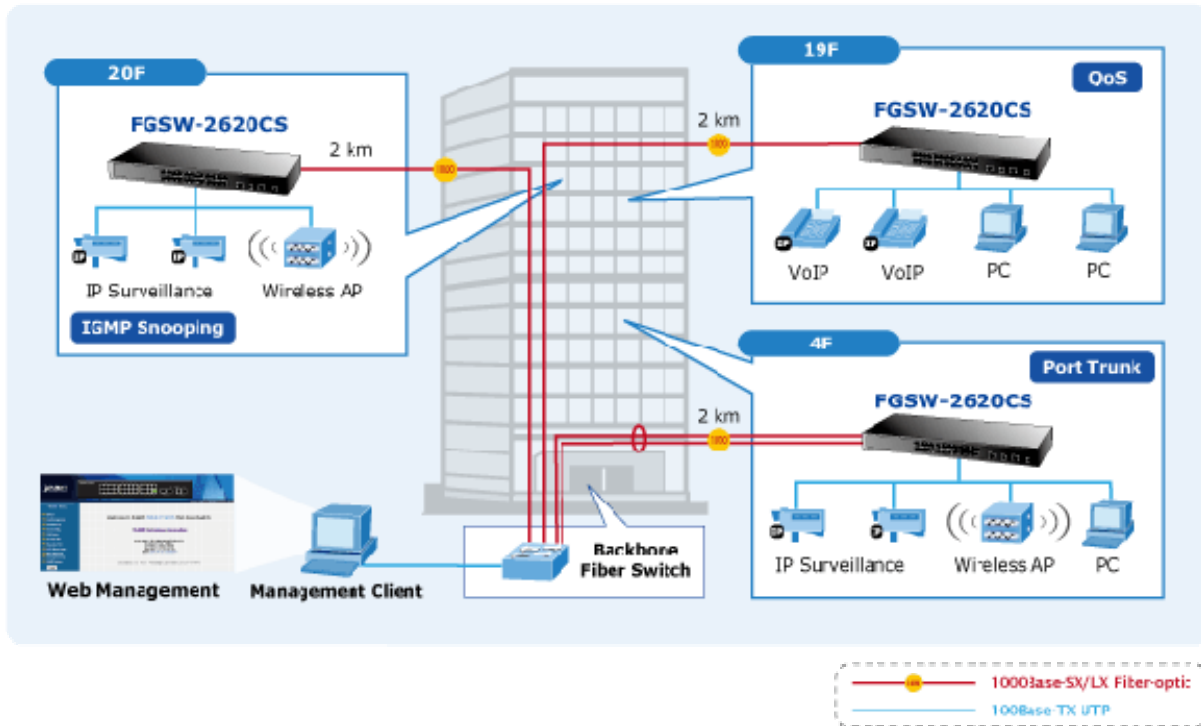 20F
FGSW-2620CS
2 km
IP Surveillance
Wireless AP
IGMP Snooping
19F
QoS
FGSW-2620CS
2 km
VoIP
VoIP
PC
PC
4F
Port Trunk
FGSW-2620CS
2 km
IP Surveillance
Wireless AP
PC
Web Management
Management Client
Backbone
Fiber Switch
1000Base-SX/LX Fiber-optic
100Base-TX UTP